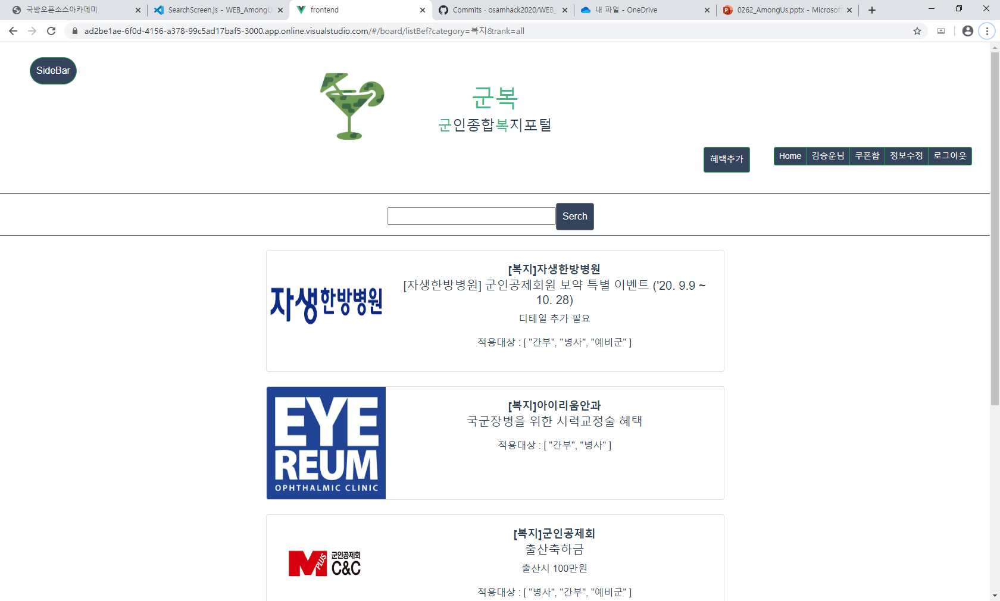 국방오픈소스아카데미
SearchScreen.js - WEB_AmongU
frontend
Commits · osamhack2020/WEB_
내 파일 - OneDrive
0262_AmongUs.pptx - Microsof
ad2be1ae-6f0d-4156-a378-99c5ad17baf5-3000.app.online.visualstudio.com/#/board/listBef?category=복지&rank=all
SideBar
군복
군인종합복지포털
혜택추가
Home 김승운님 쿠폰함 정보수정 로그아웃
Serch
자생한방병원
[복지]자생한방병원
[자생한방병원] 군인공제회원 보약 특별 이벤트 ('20. 9.9 ~
10. 28)
디테일 추가 필요
적용대상 : [ "간부", "병사", "예비군" ]
EYE
REUM
OPHTHALMIC CLINIC
[복지]아이리움안과
국군장병을 위한 시력교정술 혜택
적용대상 : [ "간부", "병사" ]
M PLUS
군인공제회
C&C
[복지]군인공제회
출산축하금
출산시 100만원
적용대상 : [ "병사", "간부", "예비군" ]